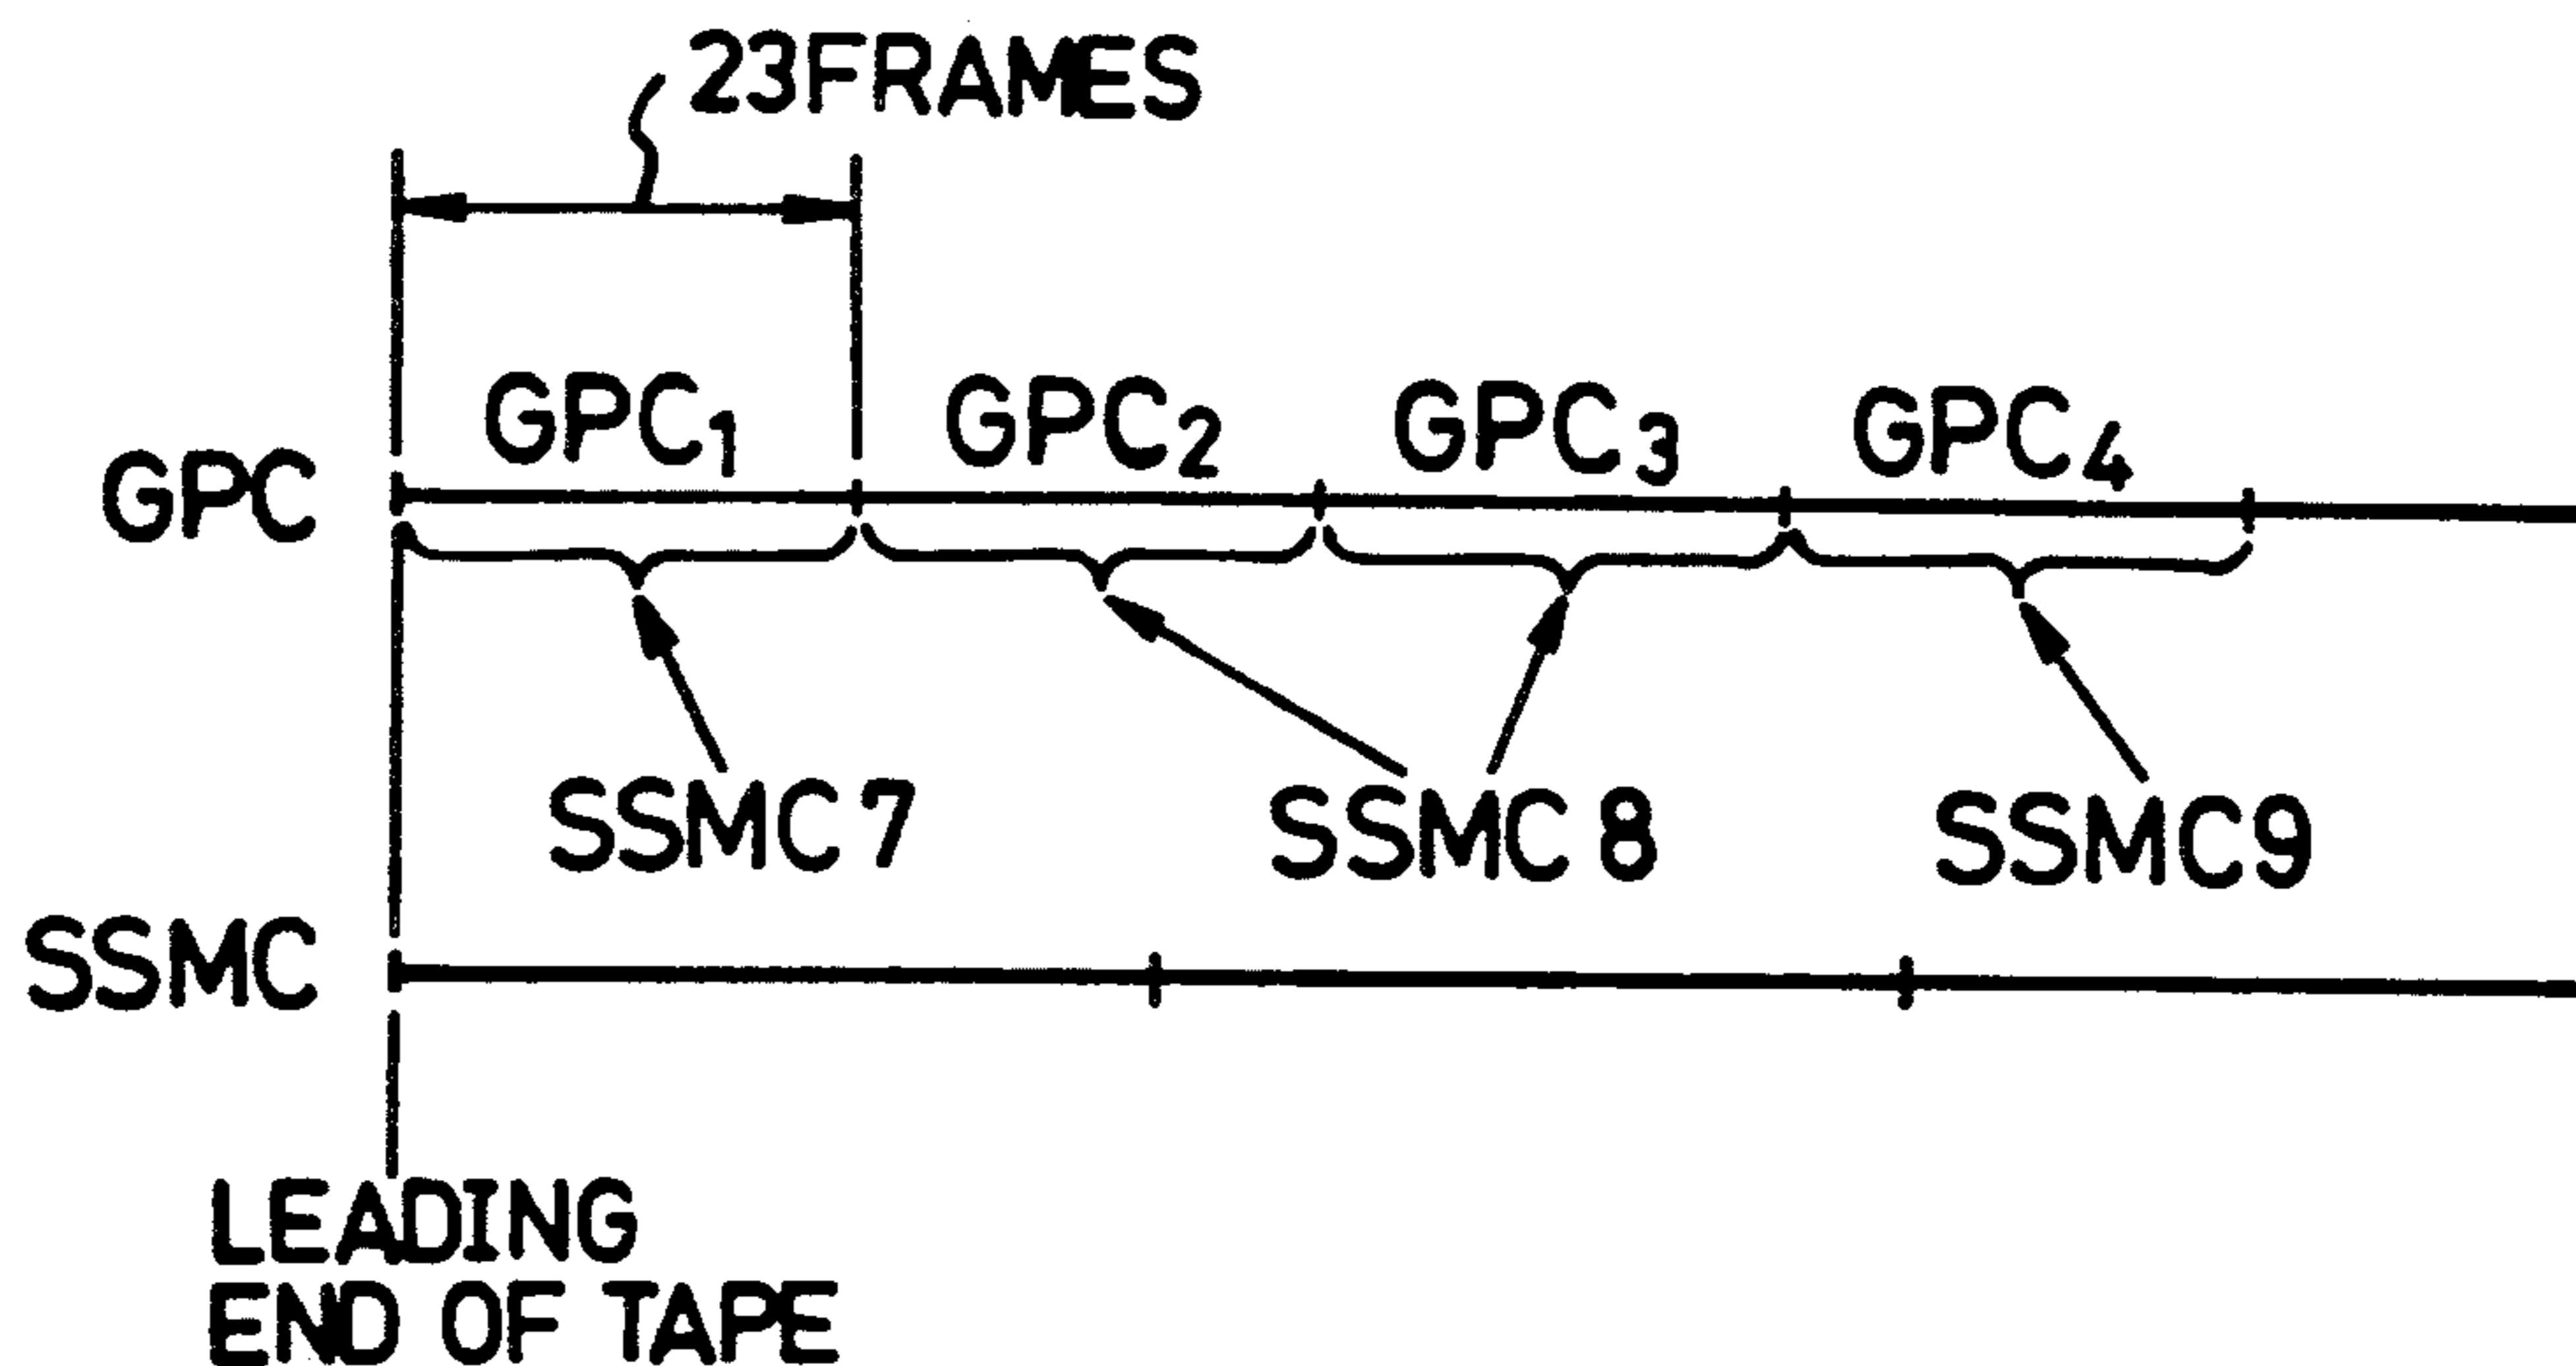 23FRAMES
GPC₁ GPC₂ GPC₃ GPC₄
GPC
SSMC7 SSMC8 SSMC9
SSMC
LEADING
END OF TAPE